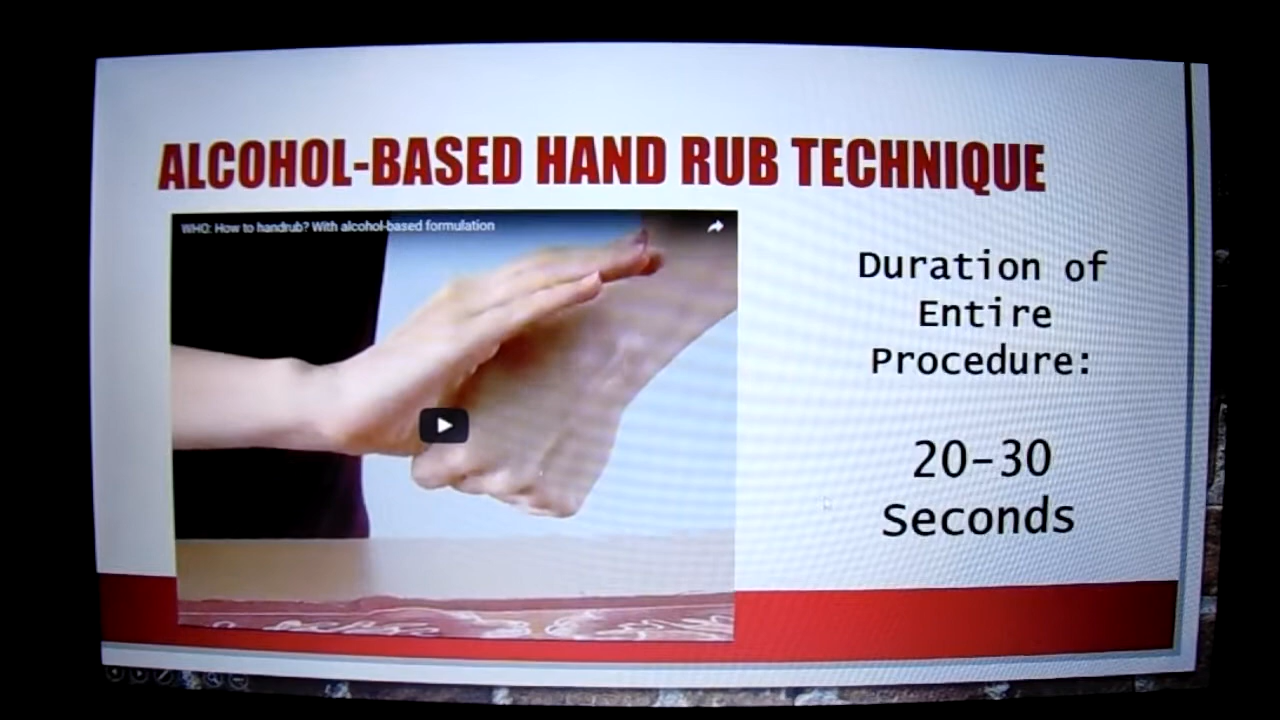 ALCOHOL-BASED HAND RUB TECHNIQUE
WHO: How to handrub? With alcohol-based formulation
Duration of
Entire
Procedure:
20-30
Seconds